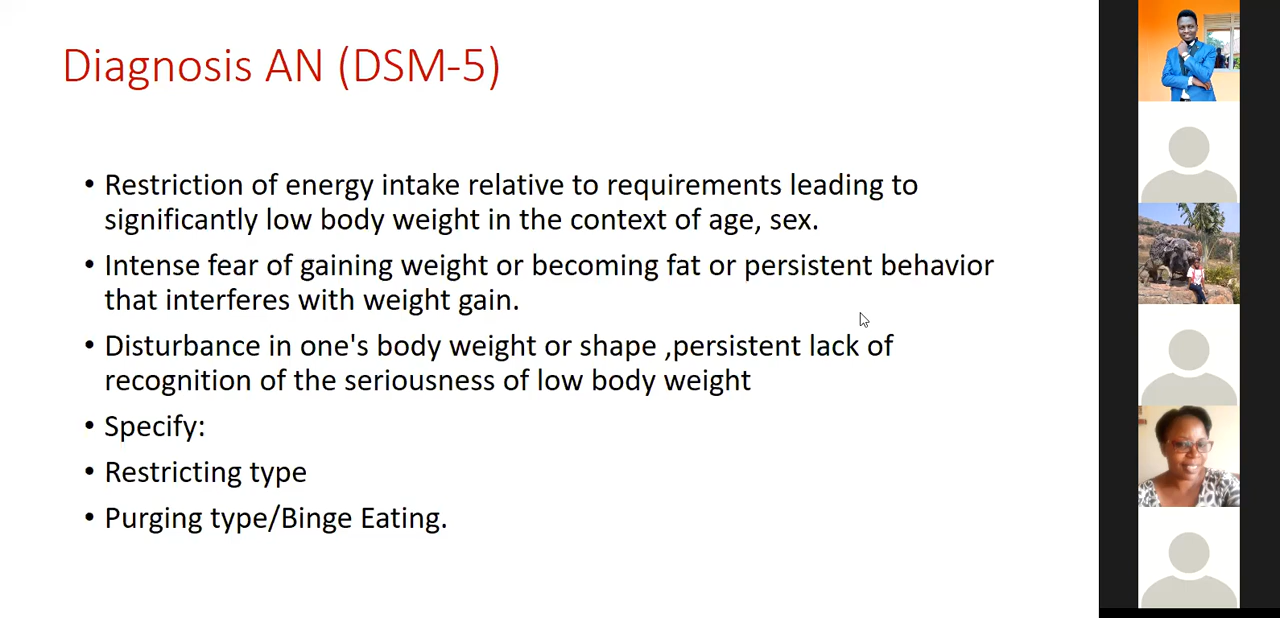 Diagnosis AN (DSM-5)
• Restriction of energy intake relative to requirements leading to
significantly low body weight in the context of age, sex.
• Intense fear of gaining weight or becoming fat or persistent behavior
that interferes with weight gain.
• Disturbance in one's body weight or shape ,persistent lack of
recognition of the seriousness of low body weight
• Specify:
• Restricting type
• Purging type/Binge Eating.